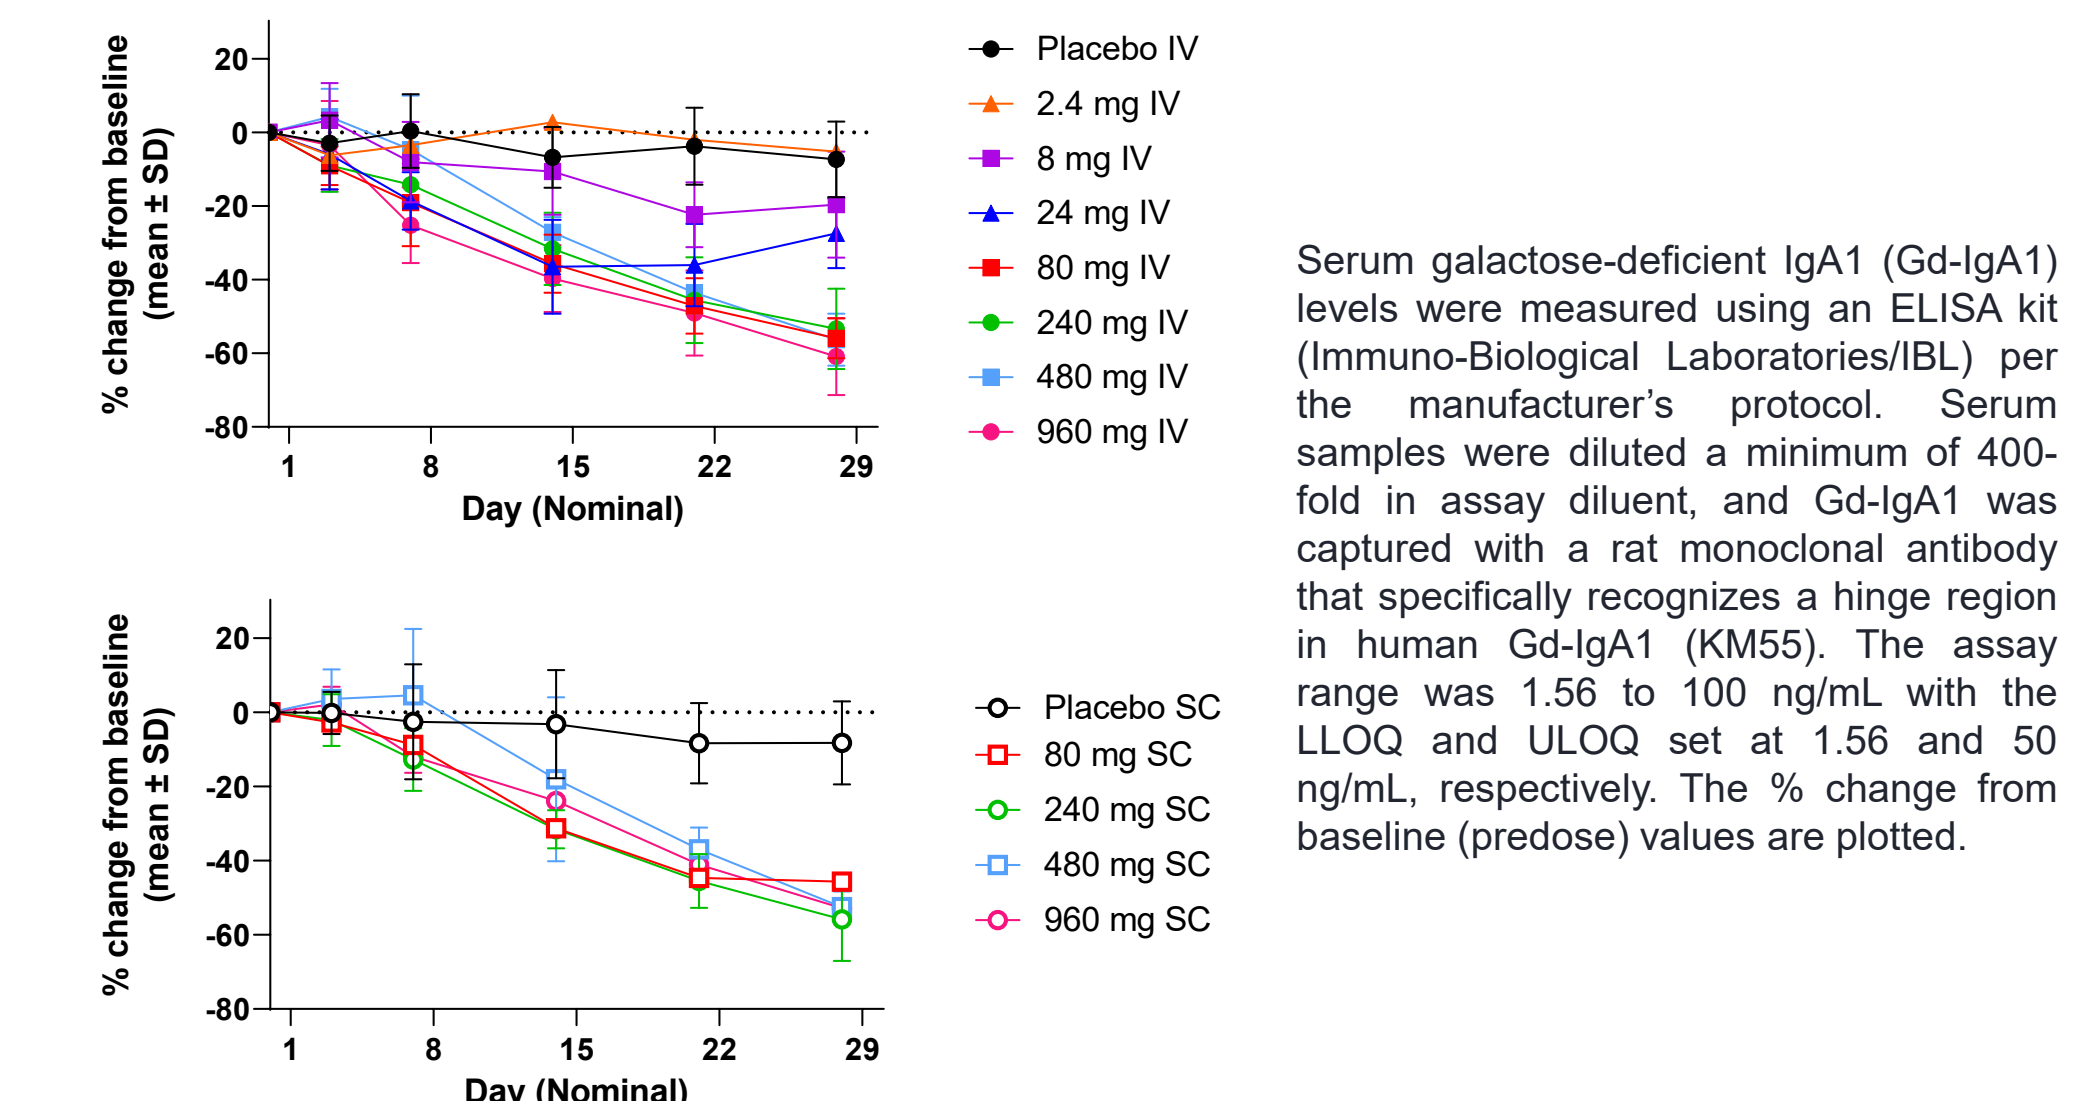 % change from baseline
(mean ± SD)
20
0
-20
-40
-60
-80
1 8 15 22 29
Day (Nominal)
Placebo IV
2.4 mg IV
8 mg IV
24 mg IV
80 mg IV
240 mg IV
480 mg IV
960 mg IV
% change from baseline
(mean ± SD)
20
0
-20
-40
-60
-80
1 8 15 22 29
Day (Nominal)
Placebo SC
80 mg SC
240 mg SC
480 mg SC
960 mg SC
Serum galactose-deficient IgA1 (Gd-IgA1)
levels were measured using an ELISA kit
(Immuno-Biological Laboratories/IBL) per
the manufacturer’s protocol. Serum
samples were diluted a minimum of 400-
fold in assay diluent, and Gd-IgA1 was
captured with a rat monoclonal antibody
that specifically recognizes a hinge region
in human Gd-IgA1 (KM55). The assay
range was 1.56 to 100 ng/mL with the
LLOQ and ULOQ set at 1.56 and 50
ng/mL, respectively. The % change from
baseline (predose) values are plotted.